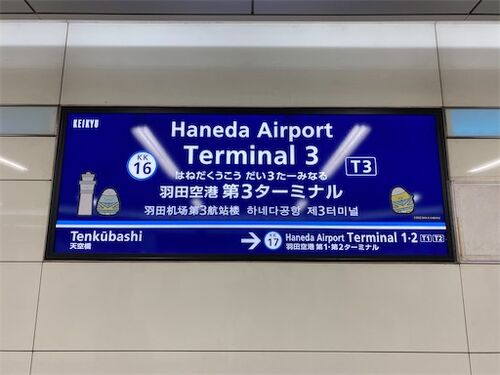 KEIKYU
Haneda Airport
Terminal 3
KK
16
T3
はねだくうこう だい3たーみなる
羽田空港 第3ターミナル
羽田机场第3航站楼 하네다공항 제3터미널
Tenkūbashi
天空橋
→ KK 17 Haneda Airport Terminal 1·2 T1 T2
羽田空港 第1·第2ターミナル